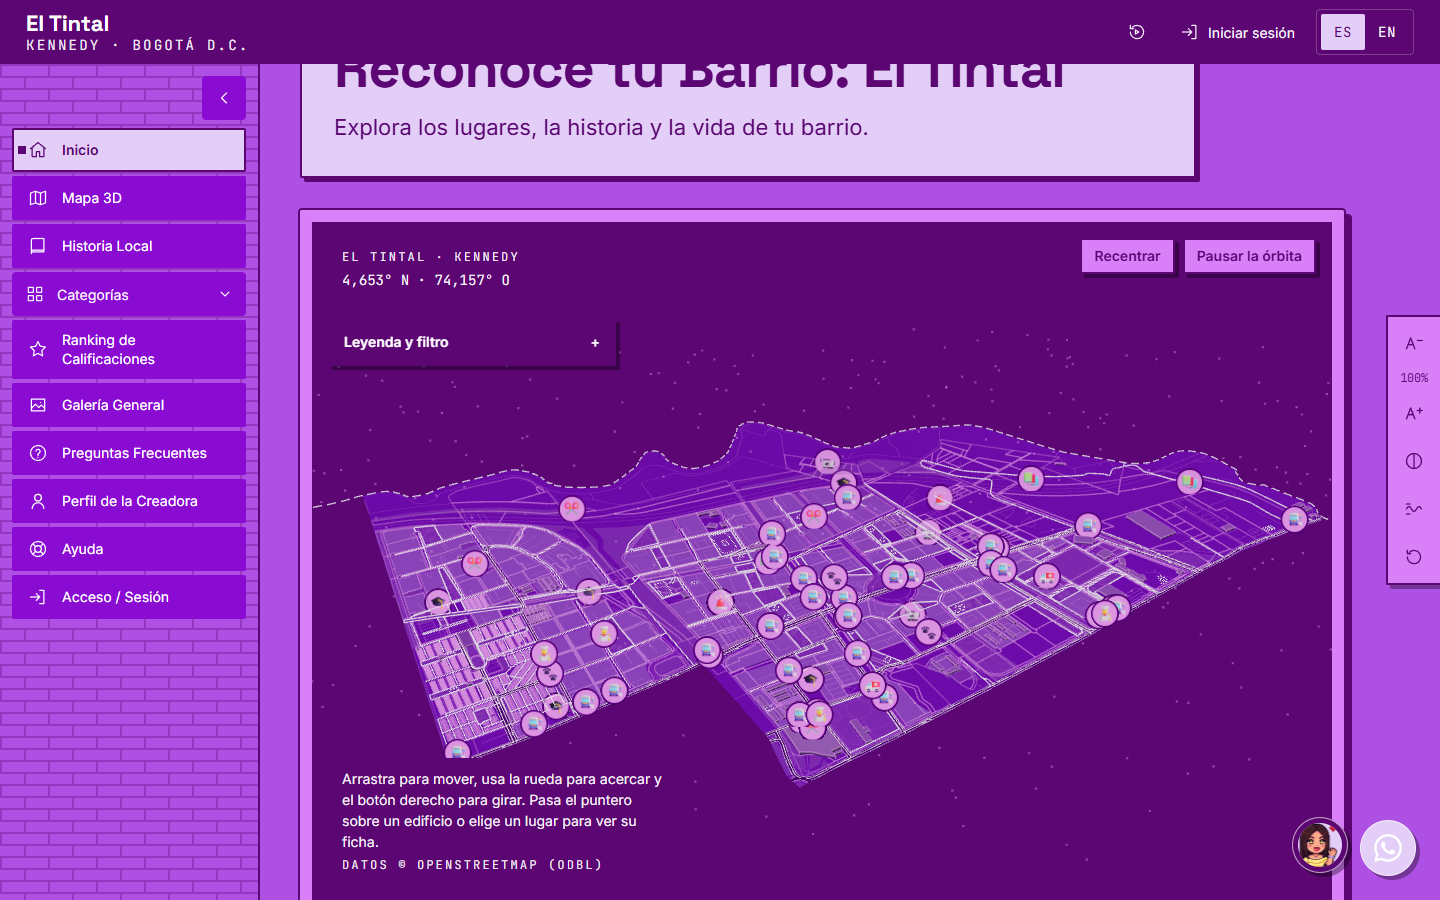 El Tintal
KENNEDY · BOGOTÁ D.C.
Iniciar sesión
ES
EN
Reconoce tu Barrio: El Tintal
Explora los lugares, la historia y la vida de tu barrio.
Inicio
Mapa 3D
Historia Local
Categorías
Ranking de
Calificaciones
Galería General
Preguntas Frecuentes
Perfil de la Creadora
Ayuda
Acceso / Sesión
EL TINTAL · KENNEDY
4,653° N · 74,157° O
Recentrar
Pausar la órbita
Leyenda y filtro
+
A-
100%
A+
Arrastra para mover, usa la rueda para acercar y
el botón derecho para girar. Pasa el puntero
sobre un edificio o elige un lugar para ver su
ficha.
DATOS © OPENSTREETMAP (ODBL)